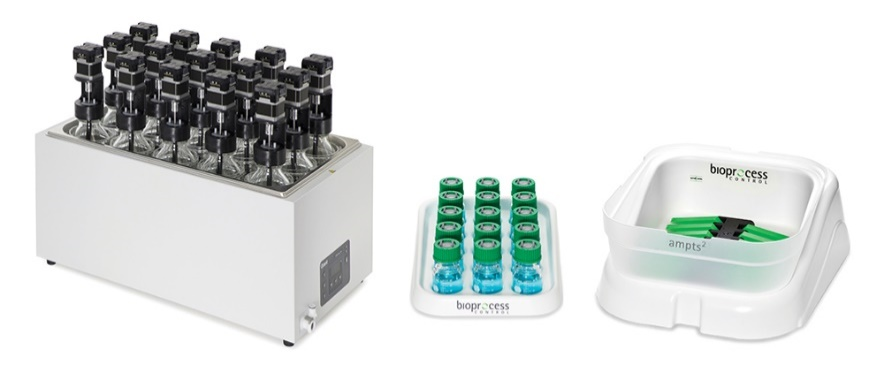 bioprocess
CONTROL
bioprocess
CONTROL
ampts²